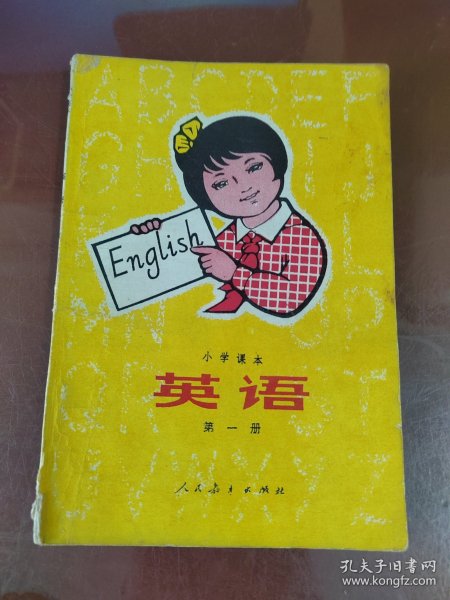 ABCDEF
English
小学课本
英语
第一册
人民教育出版社
孔夫子旧书网
www.kongfz.com